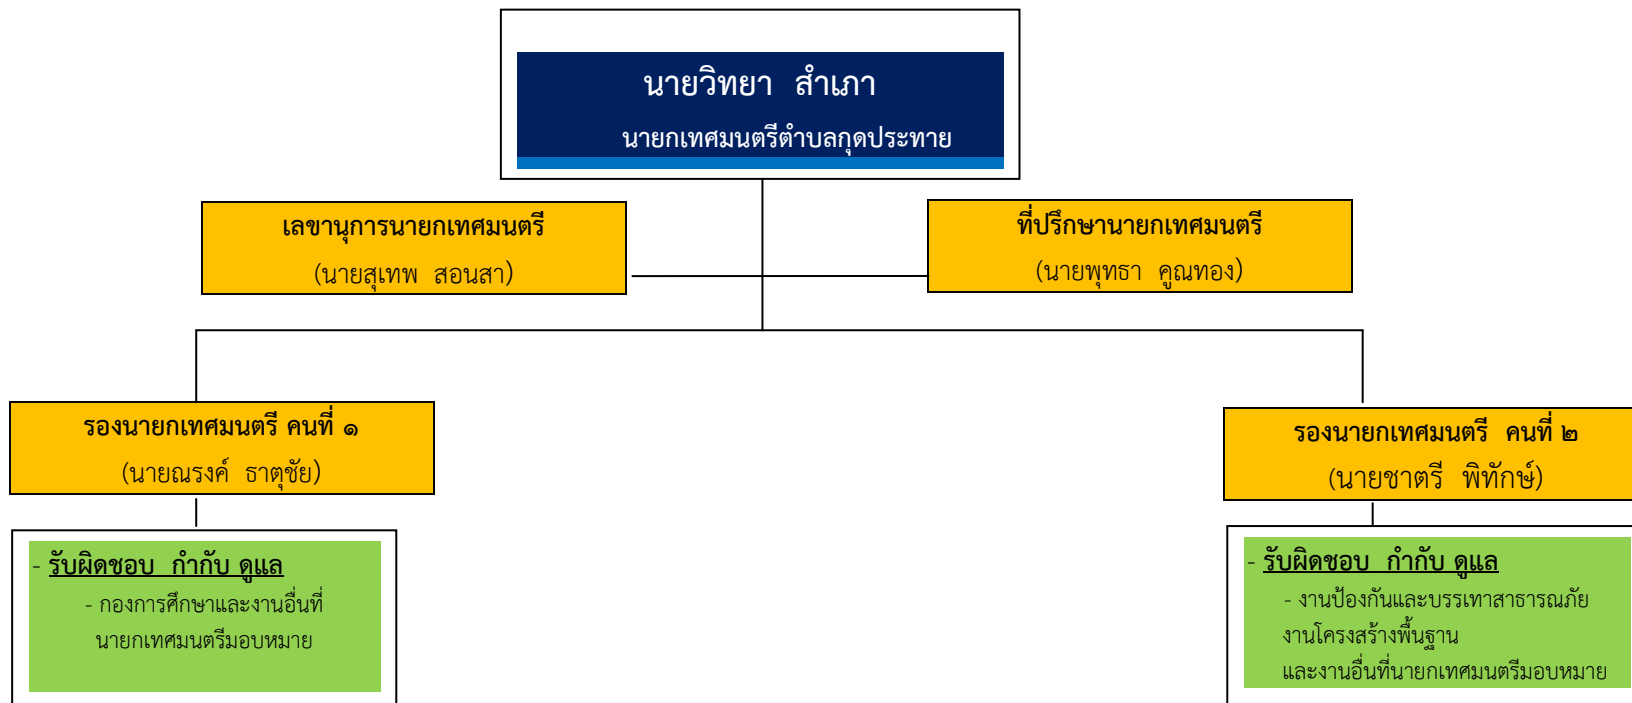 นายวิทยา สำเภา
นายกเทศมนตรีตำบลกุดประทาย
เลขานุการนายกเทศมนตรี
(นายสุเทพ สอนสา)
ที่ปรึกษานายกเทศมนตรี
(นายพุทธา คูณทอง)
รองนายกเทศมนตรี คนที่ ๑
(นายณรงค์ ธาตุชัย)
รองนายกเทศมนตรี คนที่ ๒
(นายชาตรี พิทักษ์)
- รับผิดชอบ กำกับ ดูแล
- กองการศึกษาและงานอื่นที่
นายกเทศมนตรีมอบหมาย
- รับผิดชอบ กำกับ ดูแล
- งานป้องกันและบรรเทาสาธารณภัย
งานโครงสร้างพื้นฐาน
และงานอื่นที่นายกเทศมนตรีมอบหมาย